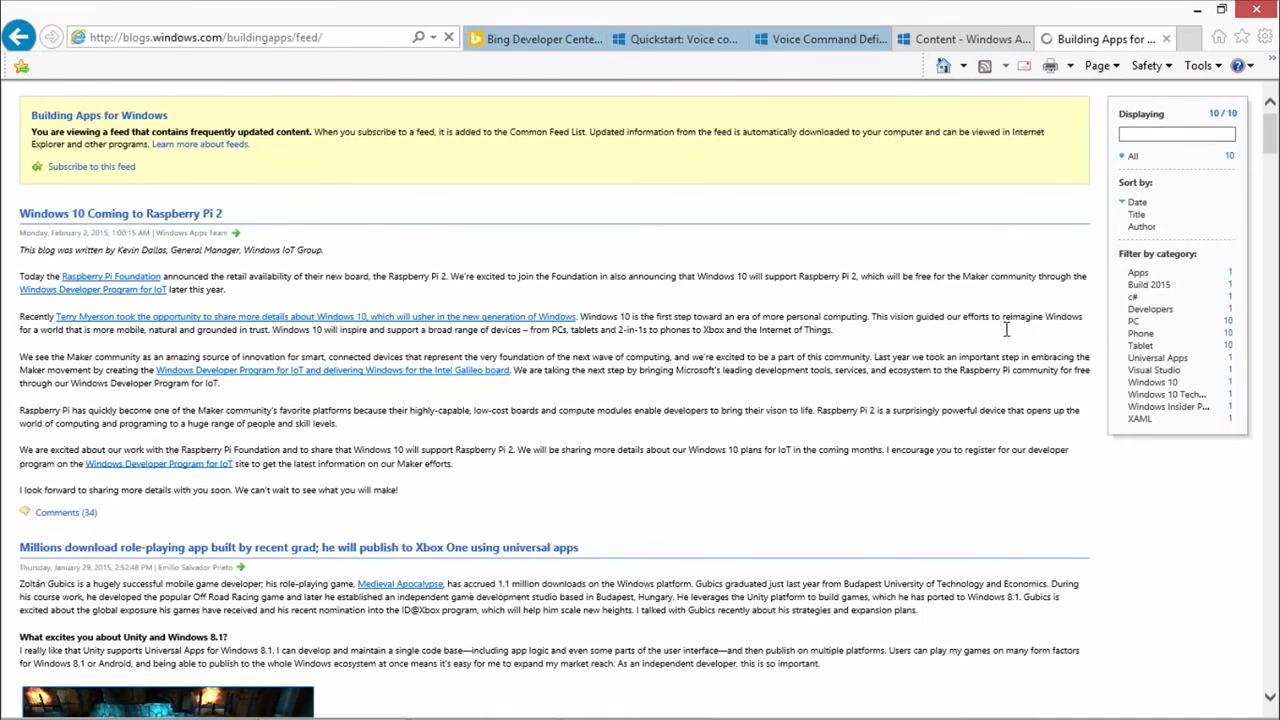 http://blogs.windows.com/buildingapps/feed/
Bing Developer Cente...
Quickstart: Voice co...
Voice Command Defi...
Content - Windows A...
Building Apps for ...
Page
Safety
Tools
Building Apps for Windows
You are viewing a feed that contains frequently updated content. When you subscribe to a feed, it is added to the Common Feed List. Updated information from the feed is automatically downloaded to your computer and can be viewed in Internet
Explorer and other programs. Learn more about feeds.
Subscribe to this feed
Windows 10 Coming to Raspberry Pi 2
Monday, February 2, 2015, 1:00:15 AM | Windows Apps Team
This blog was written by Kevin Dallas, General Manager, Windows IoT Group.
Today the Raspberry Pi Foundation announced the retail availability of their new board, the Raspberry Pi 2. We're excited to join the Foundation in also announcing that Windows 10 will support Raspberry Pi 2, which will be free for the Maker community through the
Windows Developer Program for IoT later this year.
Recently Terry Myerson took the opportunity to share more details about Windows 10, which will usher in the new generation of Windows. Windows 10 is the first step toward an era of more personal computing. This vision guided our efforts to reimagine Windows
for a world that is more mobile, natural and grounded in trust. Windows 10 will inspire and support a broad range of devices – from PCs, tablets and 2-in-1s to phones to Xbox and the Internet of Things.
We see the Maker community as an amazing source of innovation for smart, connected devices that represent the very foundation of the next wave of computing, and we're excited to be a part of this community. Last year we took an important step in embracing the
Maker movement by creating the Windows Developer Program for IoT and delivering Windows for the Intel Galileo board. We are taking the next step by bringing Microsoft's leading development tools, services, and ecosystem to the Raspberry Pi community for free
through our Windows Developer Program for IoT.
Raspberry Pi has quickly become one of the Maker community's favorite platforms because their highly-capable, low-cost boards and compute modules enable developers to bring their vison to life. Raspberry Pi 2 is a surprisingly powerful device that opens up the
world of computing and programing to a huge range of people and skill levels.
We are excited about our work with the Raspberry Pi Foundation and to share that Windows 10 will support Raspberry Pi 2. We will be sharing more details about our Windows 10 plans for IoT in the coming months. I encourage you to register for our developer
program on the Windows Developer Program for IoT site to get the latest information on our Maker efforts.
I look forward to sharing more details with you soon. We can't wait to see what you will make!
Comments (34)
Millions download role-playing app built by recent grad; he will publish to Xbox One using universal apps
Thursday, January 29, 2015, 2:52:48 PM | Emilio Salvador Prieto
Zoltán Gubics is a hugely successful mobile game developer; his role-playing game, Medieval Apocalypse, has accrued 1.1 million downloads on the Windows platform. Gubics graduated just last year from Budapest University of Technology and Economics. During
his course work, he developed the popular Off Road Racing game and later he established an independent game development studio based in Budapest, Hungary. He leverages the Unity platform to build games, which he has ported to Windows 8.1. Gubics is
excited about the global exposure his games have received and his recent nomination into the ID@Xbox program, which will help him scale new heights. I talked with Gubics recently about his strategies and expansion plans.
What excites you about Unity and Windows 8.1?
I really like that Unity supports Universal Apps for Windows 8.1. I can develop and maintain a single code base—including app logic and even some parts of the user interface—and then publish on multiple platforms. Users can play my games on many form factors
for Windows 8.1 or Android, and being able to publish to the whole Windows ecosystem at once means it's easy for me to expand my market reach. As an independent developer, this is so important.
Displaying 10 / 10
All 10
Sort by:
Date
Title
Author
Filter by category:
Apps 1
Build 2015 1
c# 1
Developers 1
PC 10
Phone 10
Tablet 10
Universal Apps 1
Visual Studio 1
Windows 10 1
Windows 10 Tech... 1
Windows Insider P... 1
XAML 1